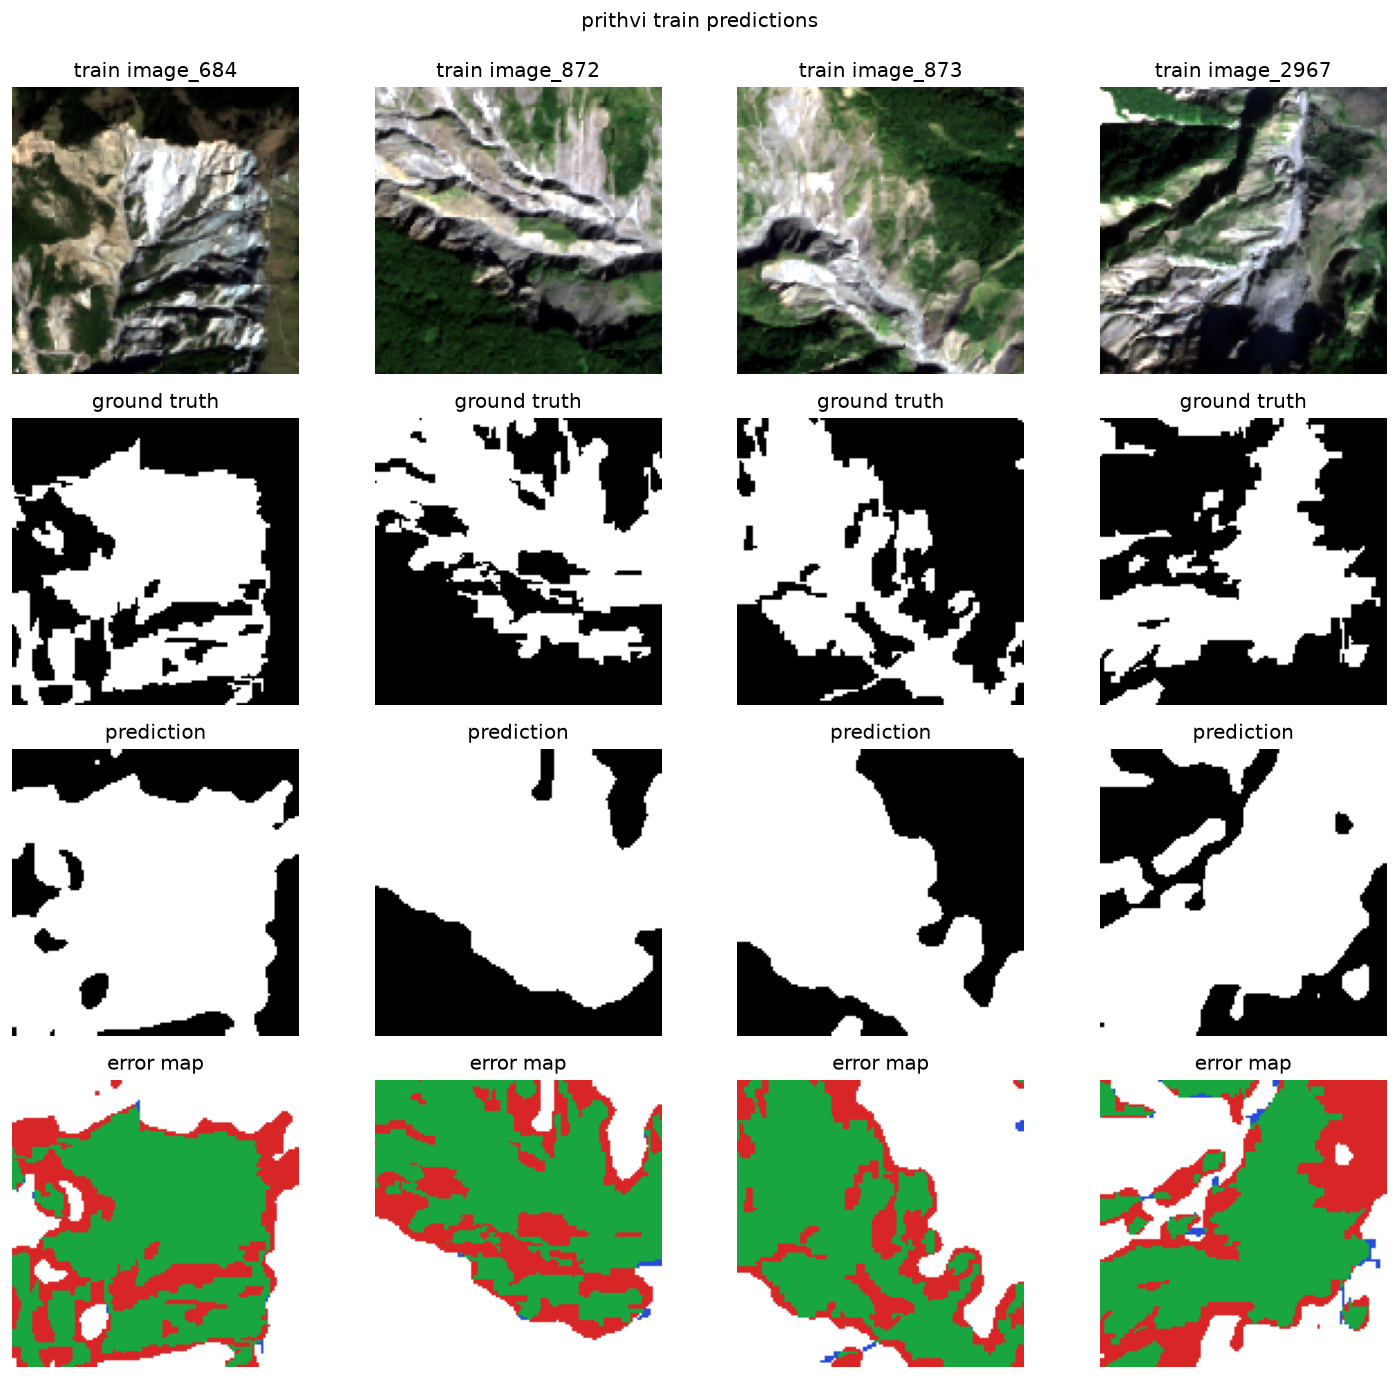 prithvi train predictions
train image_684
train image_872
train image_873
train image_2967
ground truth
ground truth
ground truth
ground truth
prediction
prediction
prediction
prediction
error map
error map
error map
error map